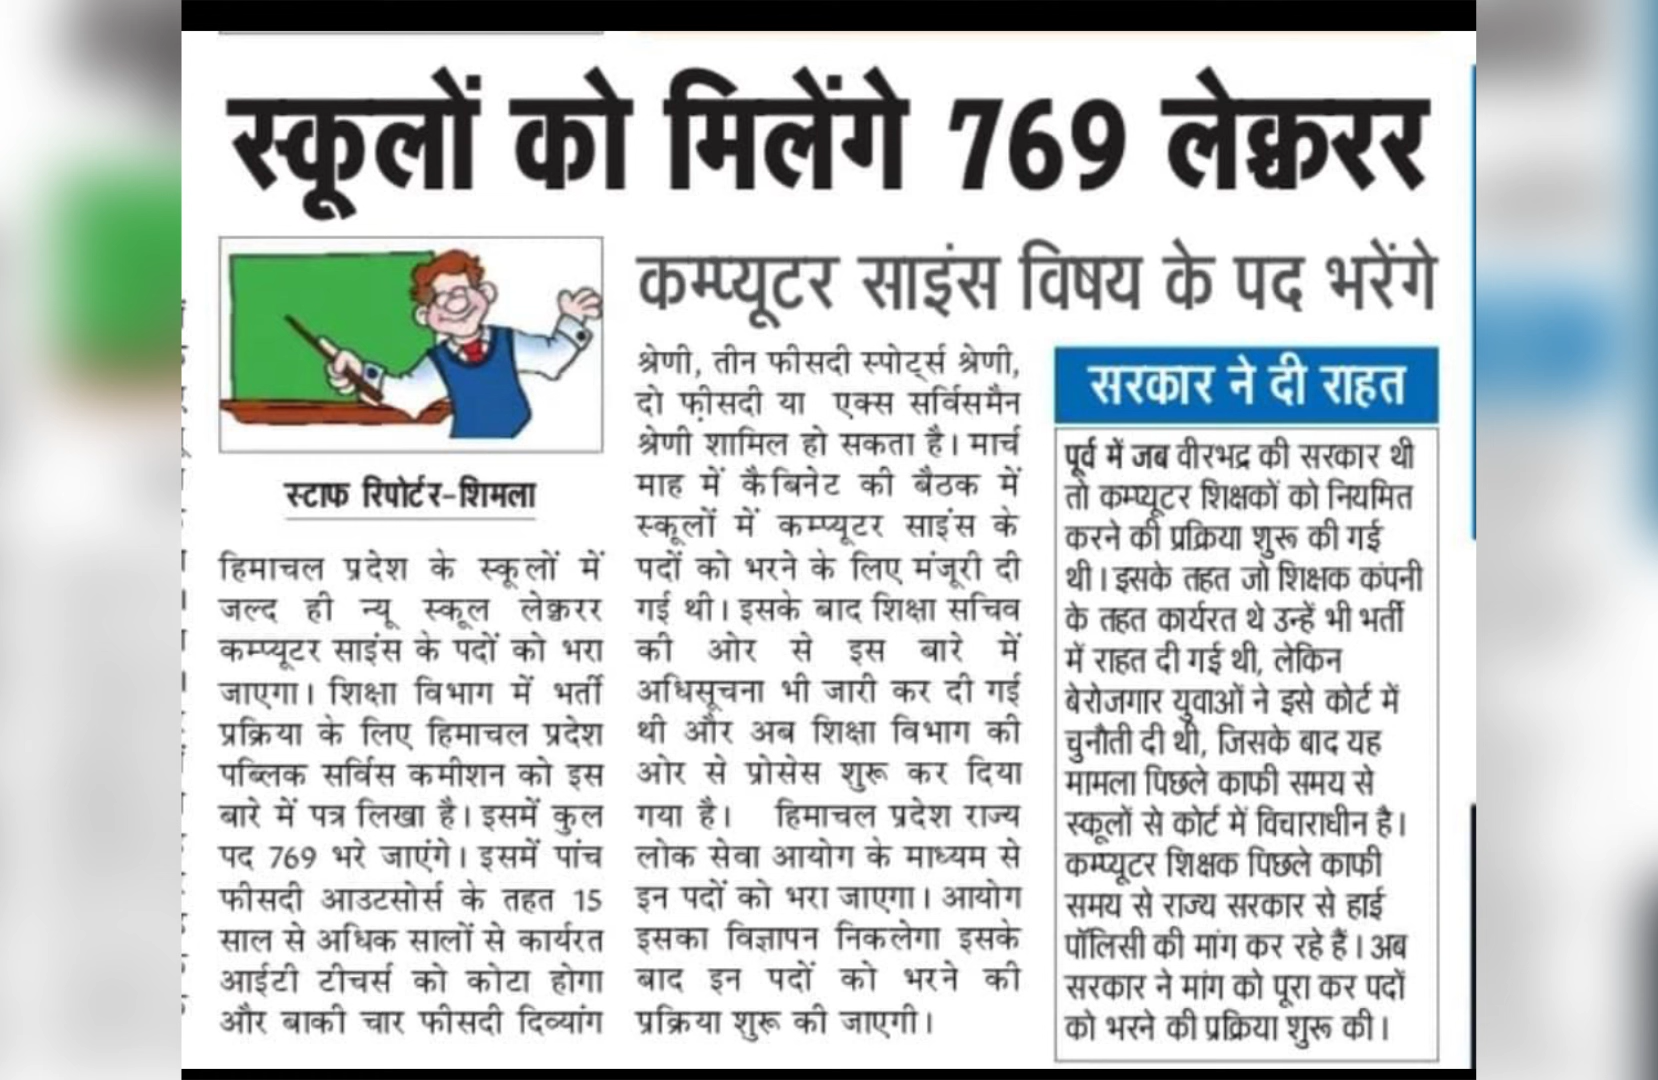 स्कूलों को मिलेंगे 769 लेक्चरर
कम्प्यूटर साइंस विषय के पद भरेंगे
स्टाफ रिपोर्टर-शिमला
हिमाचल प्रदेश के स्कूलों में
जल्द ही न्यू स्कूल लेक्चरर
कम्प्यूटर साइंस के पदों को भरा
जाएगा। शिक्षा विभाग में भर्ती
प्रक्रिया के लिए हिमाचल प्रदेश
पब्लिक सर्विस कमीशन को इस
बारे में पत्र लिखा है। इसमें कुल
पद 769 भरे जाएंगे। इसमें पांच
फीसदी आउटसोर्स के तहत 15
साल से अधिक सालों से कार्यरत
आईटी टीचर्स को कोटा होगा
और बाकी चार फीसदी दिव्यांग
श्रेणी, तीन फीसदी स्पोर्ट्स श्रेणी,
दो फ़ीसदी या एक्स सर्विसमैन
श्रेणी शामिल हो सकता है। मार्च
माह में कैबिनेट की बैठक में
स्कूलों में कम्प्यूटर साइंस के
पदों को भरने के लिए मंजूरी दी
गई थी। इसके बाद शिक्षा सचिव
की ओर से इस बारे में
अधिसूचना भी जारी कर दी गई
थी और अब शिक्षा विभाग की
ओर से प्रोसेस शुरू कर दिया
गया है। हिमाचल प्रदेश राज्य
लोक सेवा आयोग के माध्यम से
इन पदों को भरा जाएगा। आयोग
इसका विज्ञापन निकलेगा इसके
बाद इन पदों को भरने की
प्रक्रिया शुरू की जाएगी।
सरकार ने दी राहत
पूर्व में जब वीरभद्र की सरकार थी
तो कम्प्यूटर शिक्षकों को नियमित
करने की प्रक्रिया शुरू की गई
थी। इसके तहत जो शिक्षक कंपनी
के तहत कार्यरत थे उन्हें भी भर्ती
में राहत दी गई थी, लेकिन
बेरोजगार युवाओं ने इसे कोर्ट में
चुनौती दी थी, जिसके बाद यह
मामला पिछले काफी समय से
स्कूलों से कोर्ट में विचाराधीन है।
कम्प्यूटर शिक्षक पिछले काफी
समय से राज्य सरकार से हाई
पॉलिसी की मांग कर रहे हैं। अब
सरकार ने मांग को पूरा कर पदों
को भरने की प्रक्रिया शुरू की।